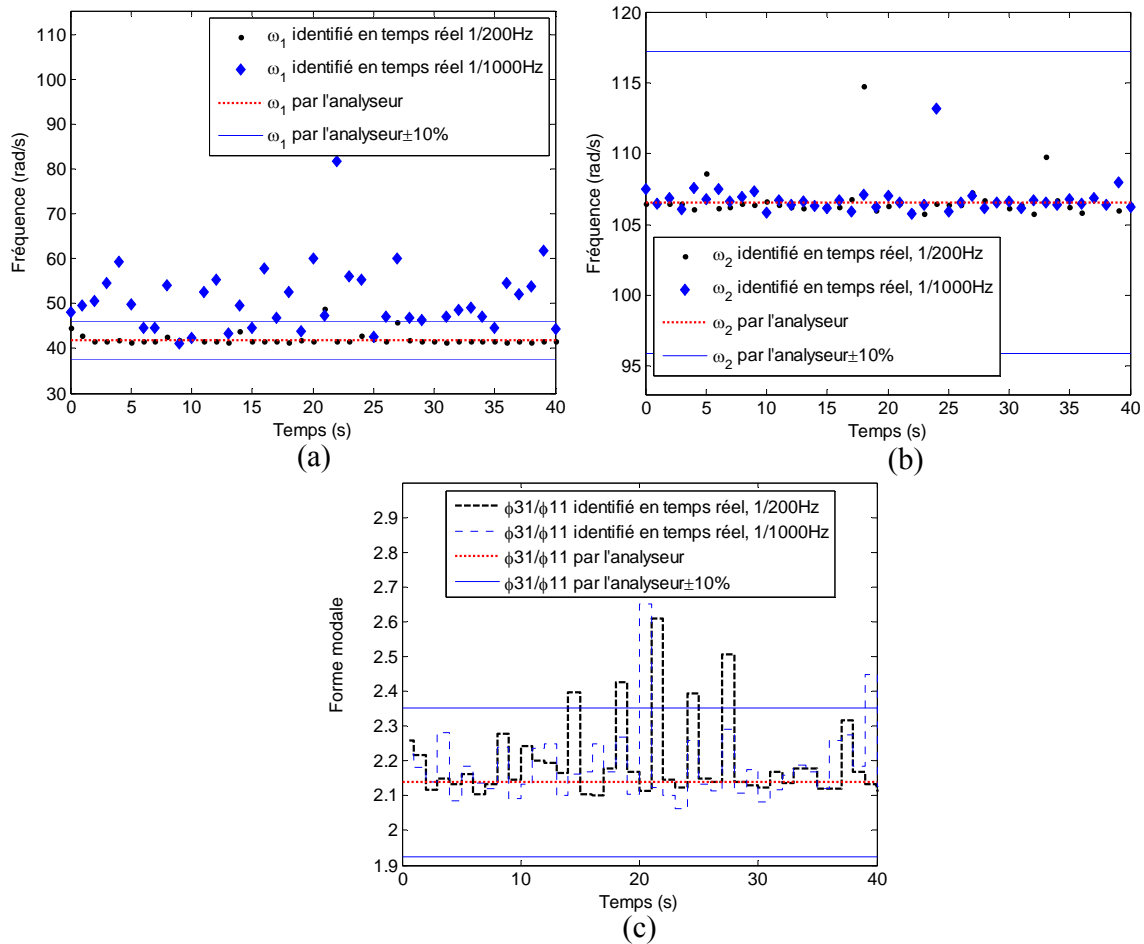 110
100
90
80
70
60
50
40
30
Fréquence (rad/s)
ω1 identifié en temps réel 1/200Hz
ω1 identifié en temps réel 1/1000Hz
ω1 par l'analyseur
ω1 par l'analyseur±10%
0 5 10 15 20 25 30 35 40
Temps (s)
(a)
120
115
110
105
100
95
Fréquence (rad/s)
ω2 identifié en temps réel, 1/200Hz
ω2 identifié en temps réel, 1/1000Hz
ω2 par l'analyseur
ω2 par l'analyseur±10%
0 5 10 15 20 25 30 35 40
Temps (s)
(b)
2.9
2.8
2.7
2.6
2.5
2.4
2.3
2.2
2.1
2
1.9
Forme modale
ϕ31/ϕ11 identifié en temps réel, 1/200Hz
ϕ31/ϕ11 identifié en temps réel, 1/1000Hz
ϕ31/ϕ11 par l'analyseur
ϕ31/ϕ11 par l'analyseur±10%
0 10 20 30 40
Temps (s)
(c)